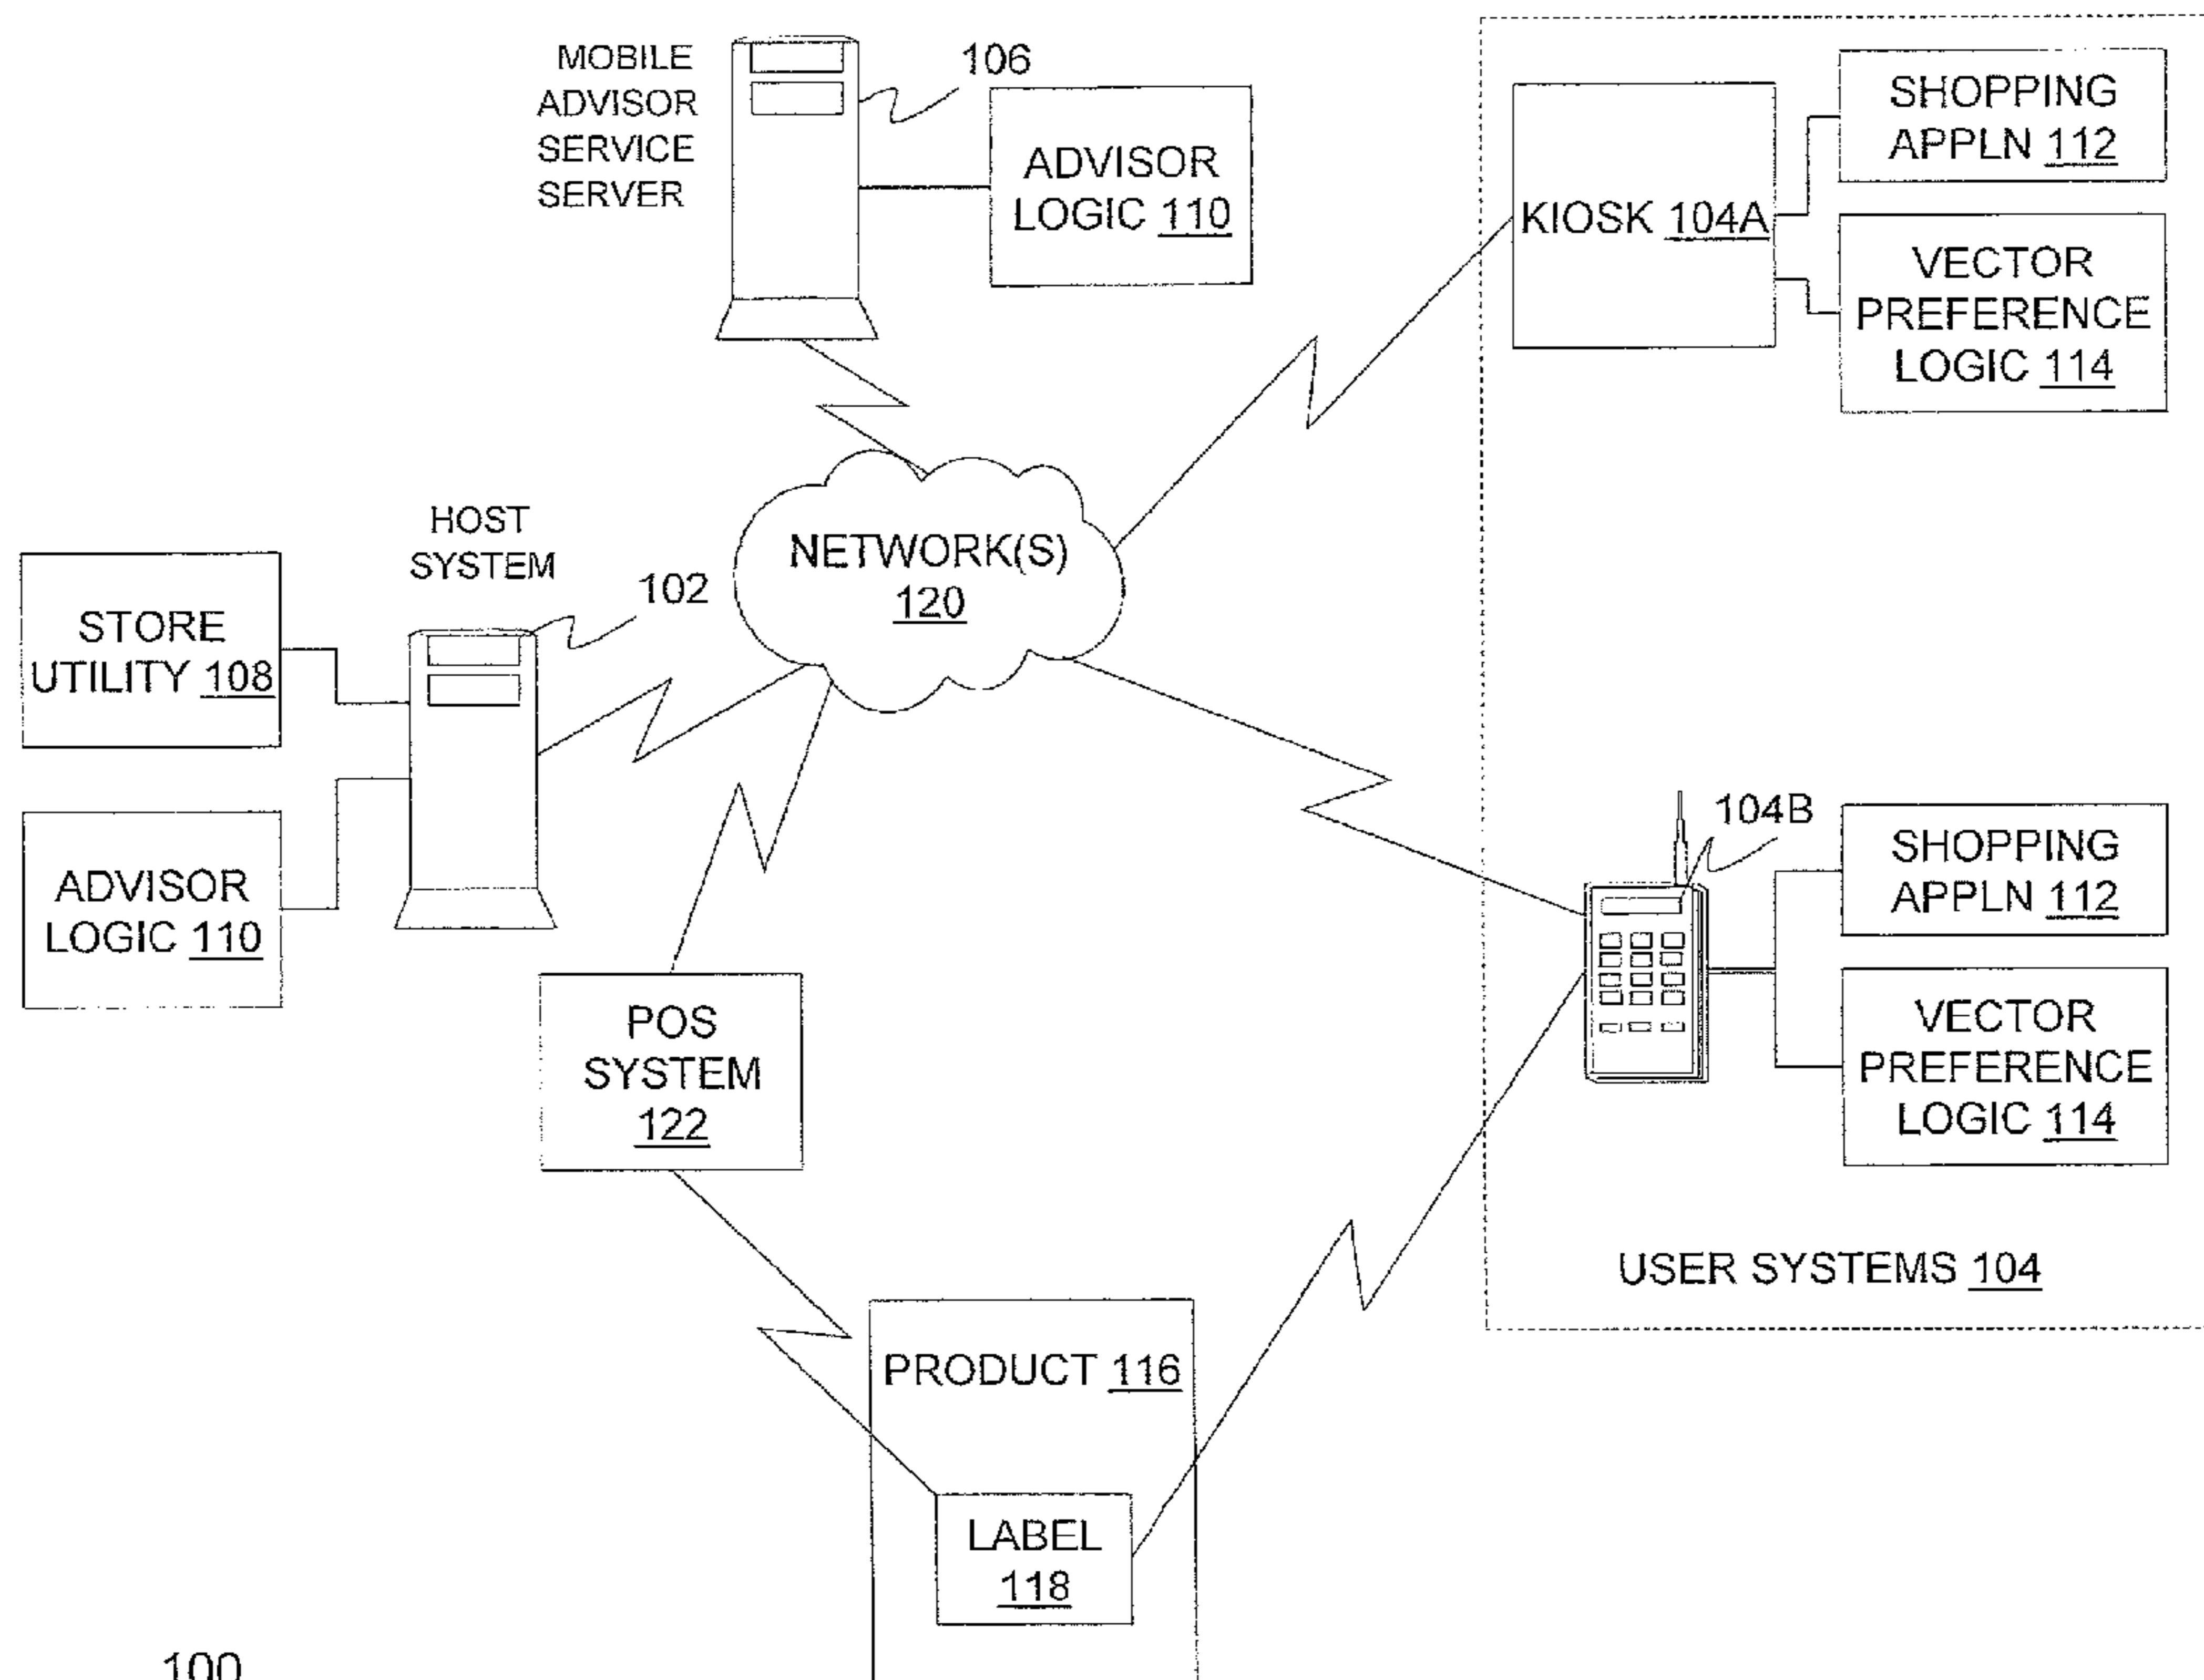 MOBILE
ADVISOR
SERVICE
SERVER
106
ADVISOR
LOGIC 110
KIOSK 104A
SHOPPING
APPLN 112
VECTOR
PREFERENCE
LOGIC 114
HOST
SYSTEM
102
STORE
UTILITY 108
ADVISOR
LOGIC 110
NETWORK(S)
120
POS
SYSTEM
122
104B
SHOPPING
APPLN 112
VECTOR
PREFERENCE
LOGIC 114
USER SYSTEMS 104
PRODUCT 116
LABEL
118
100